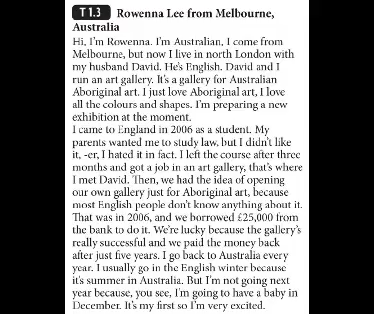 T 1.3 Rowenna Lee from Melbourne,
Australia
Hi, I'm Rowenna. I'm Australian, I come from
Melbourne, but now I live in north London with
my husband David. He's English. David and I
run an art gallery. It's a gallery for Australian
Aboriginal art. I just love Aboriginal art, I love
all the colours and shapes. I'm preparing a new
exhibition at the moment.
I came to England in 2006 as a student. My
parents wanted me to study law, but I didn't like
it, -er, I hated it in fact. I left the course after three
months and got a job in an art gallery, that's where
I met David. Then, we had the idea of opening
our own gallery just for Aboriginal art, because
most English people don't know anything about it.
That was in 2006, and we borrowed £25,000 from
the bank to do it. We're lucky because the gallery's
really successful and we paid the money back
after just five years. I go back to Australia every
year. I usually go in the English winter because
it's summer in Australia. But I'm not going next
year because, you see, I'm going to have a baby in
December. It's my first so I'm very excited.